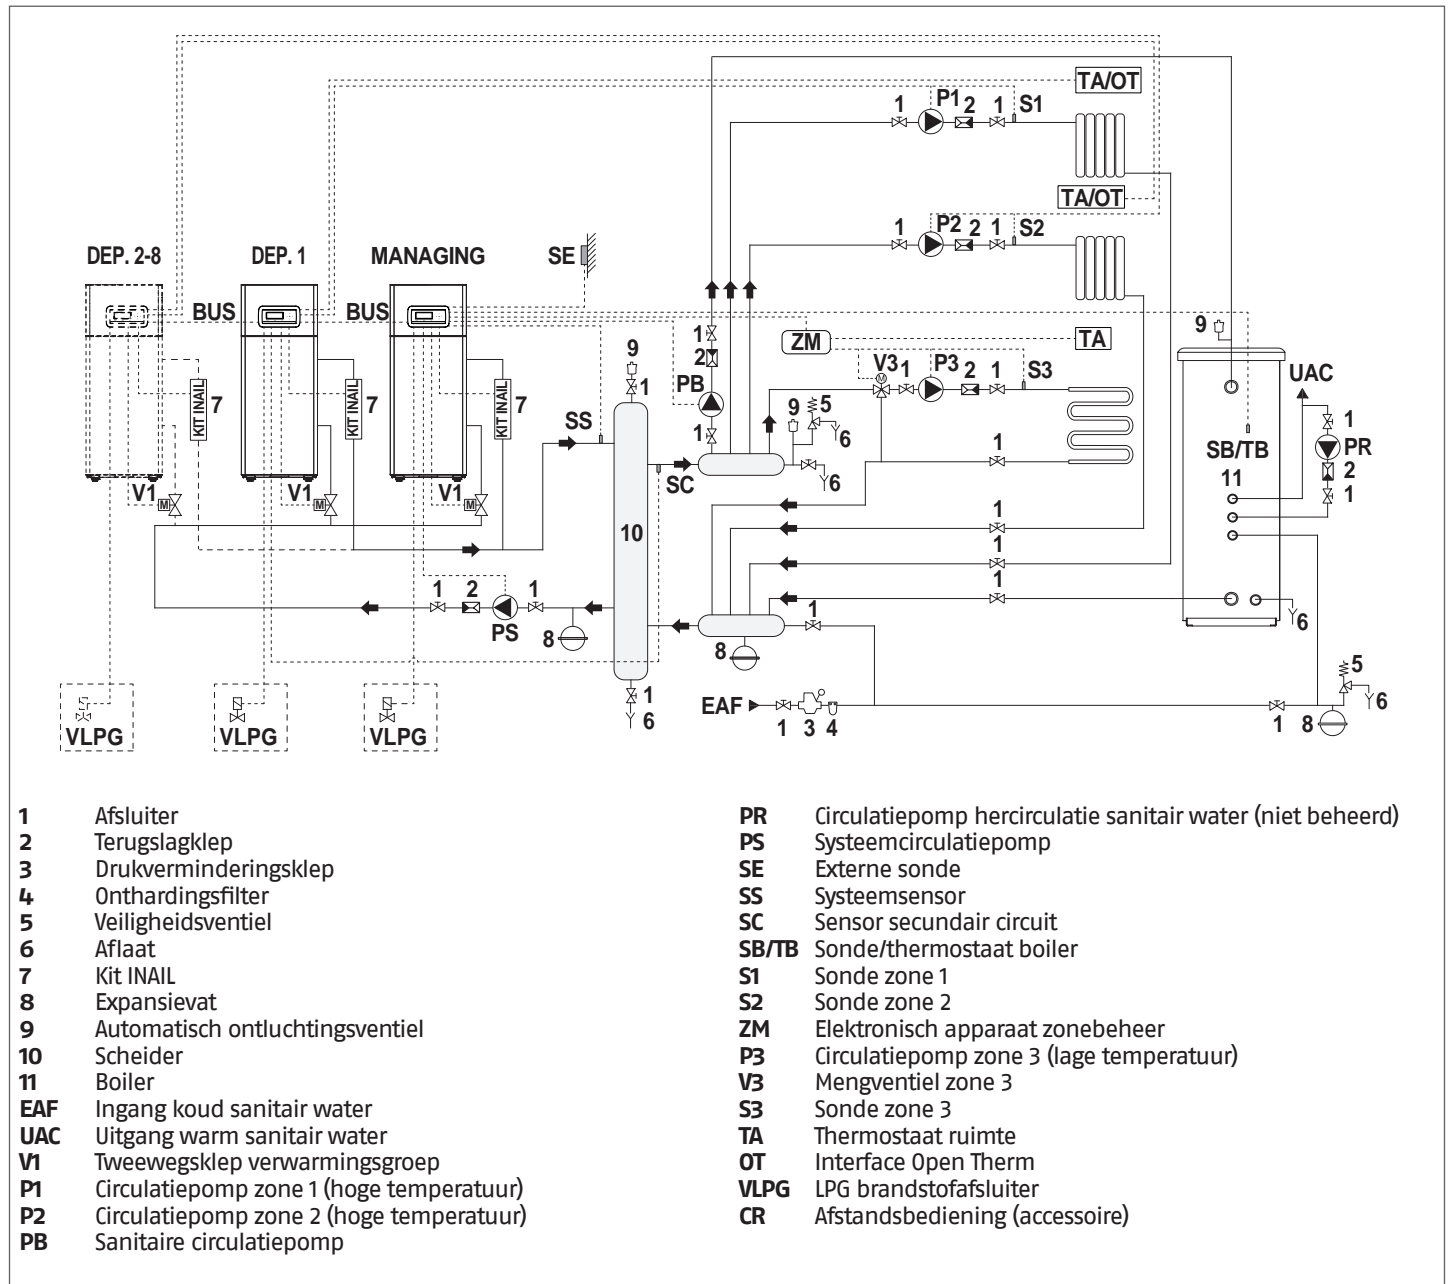 TA/OT
1 P1 2 1 S1
TA/OT
1 P2 2 1 S2
DEP. 2-8 DEP. 1 MANAGING SE
BUS BUS
1
ZM TA
9
9
2
V3 1 P3 2 1 S3
UAC
1
PB
KIT INAIL 7 KIT INAIL 7 KIT INAIL
7
SS
9 5
1
6
1
PR
SB/TB
1
2
SC
6
11
1
V1 V1 V1
M M M M
10
1
1
1
1 2 1
PS
8
1
6
8
5
6
1
6
EAF
1 3 4
1 8
VLPG VLPG VLPG
1 Afsluiter
2 Terugslagklep
3 Drukverminderingsklep
4 Onthardingsfilter
5 Veiligheidsventiel
6 Aflaat
7 Kit INAIL
8 Expansievat
9 Automatisch ontluchtingsventiel
10 Scheider
11 Boiler
EAF Ingang koud sanitair water
UAC Uitgang warm sanitair water
V1 Tweewegsklep verwarmingsgroep
P1 Circulatiepomp zone 1 (hoge temperatuur)
P2 Circulatiepomp zone 2 (hoge temperatuur)
PB Sanitaire circulatiepomp
PR Circulatiepomp hercirculatie sanitair water (niet beheerd)
PS Systeemcirculatiepomp
SE Externe sonde
SS Systeemsensor
SC Sensor secundair circuit
SB/TB Sonde/thermostaat boiler
S1 Sonde zone 1
S2 Sonde zone 2
ZM Elektronisch apparaat zonebeheer
P3 Circulatiepomp zone 3 (lage temperatuur)
V3 Mengventiel zone 3
S3 Sonde zone 3
TA Thermostaat ruimte
OT Interface Open Therm
VLPG LPG brandstofafsluiter
CR Afstandsbediening (accessoire)